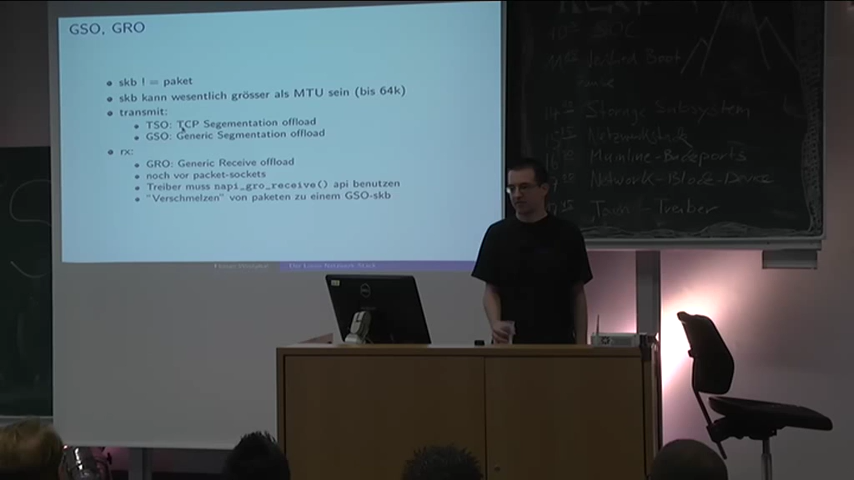 GSO, GRO
skb ! = paket
skb kann wesentlich grösser als MTU sein (bis 64k)
transmit:
TSO: TCP Segementation offload
GSO: Generic Segmentation offload
rx:
GRO: Generic Receive offload
noch vor packet-sockets
Treiber muss napi_gro_receive() api benutzen
"Verschmelzen" von paketen zu einem GSO-skb
DELL
Storage Subsystem
Netzwerkstack
Mainline-Backports
Network-Block-Device
Treiber